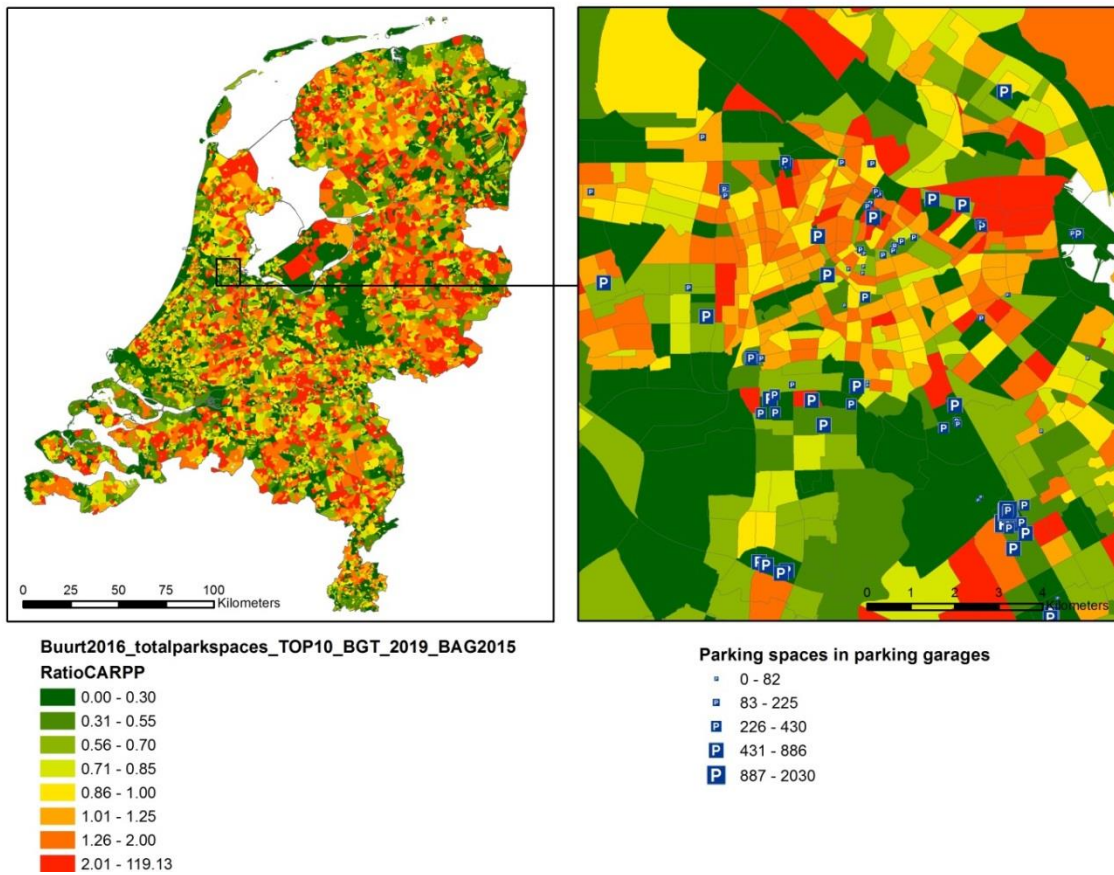 0 25 50 75 100
Kilometers
0 1 2 3 4
Kilometers
Buurt2016_totalparkspaces_TOP10_BGT_2019_BAG2015
RatioCARPP
0.00 - 0.30
0.31 - 0.55
0.56 - 0.70
0.71 - 0.85
0.86 - 1.00
1.01 - 1.25
1.26 - 2.00
2.01 - 119.13
Parking spaces in parking garages
P 0 - 82
P 83 - 225
P 226 - 430
P 431 - 886
P 887 - 2030